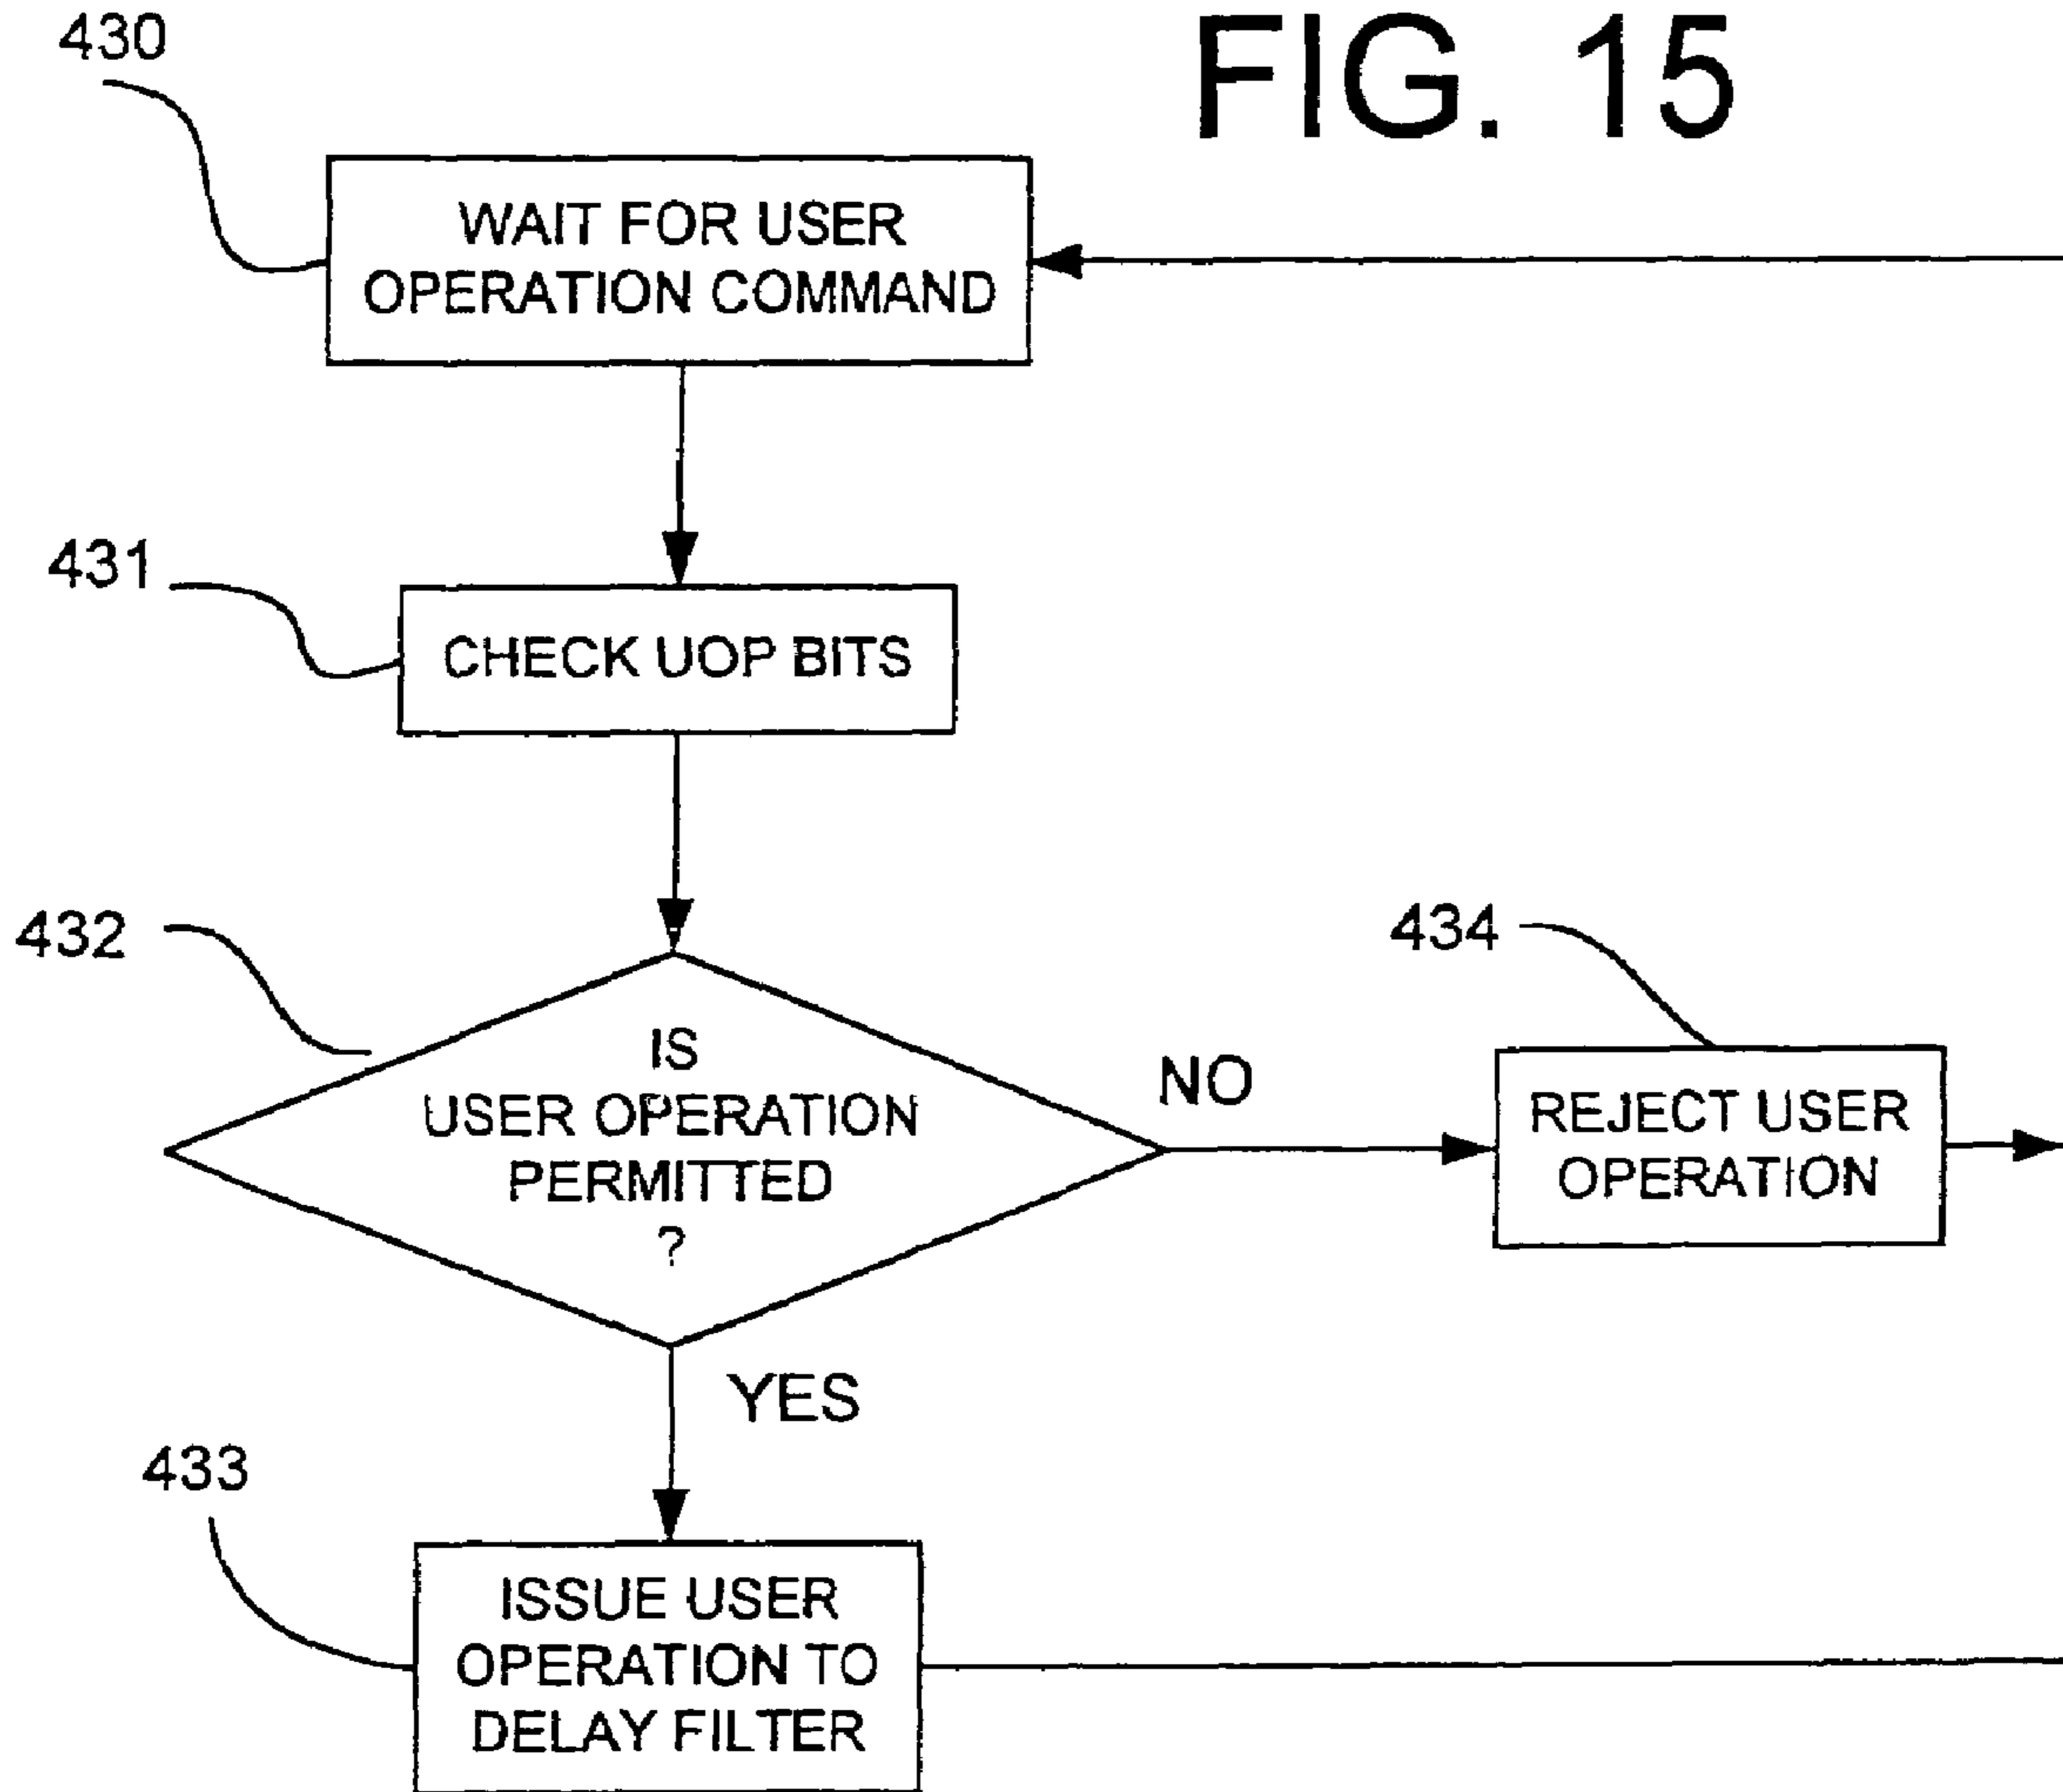 FIG. 15
430
WAIT FOR USER
OPERATION COMMAND
431
CHECK UOP BITS
432
IS
USER OPERATION
PERMITTED
?
NO
434
REJECT USER
OPERATION
YES
433
ISSUE USER
OPERATION TO
DELAY FILTER